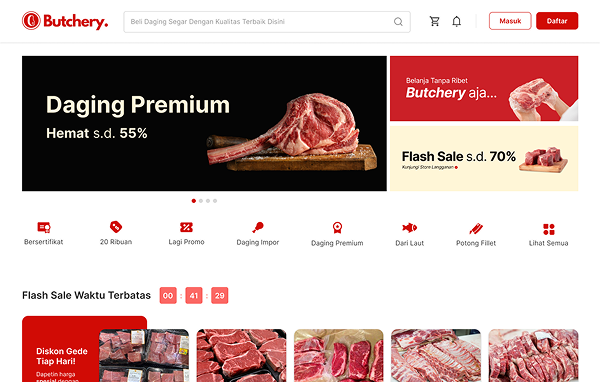 Butchery.
Beli Daging Segar Dengan Kualitas Terbaik Disini
Masuk
Daftar
Daging Premium
Hemat s.d. 55%
Belanja Tanpa Ribet
Butchery aja...
Flash Sale s.d. 70%
Kunjungi Store Langganan
Bersertifikat
20 Ribuan
Lagi Promo
Daging Impor
Daging Premium
Dari Laut
Potong Fillet
Lihat Semua
Flash Sale Waktu Terbatas 00 : 41 : 29
Diskon Gede
Tiap Hari!
Dapetin harga
spesial dengan